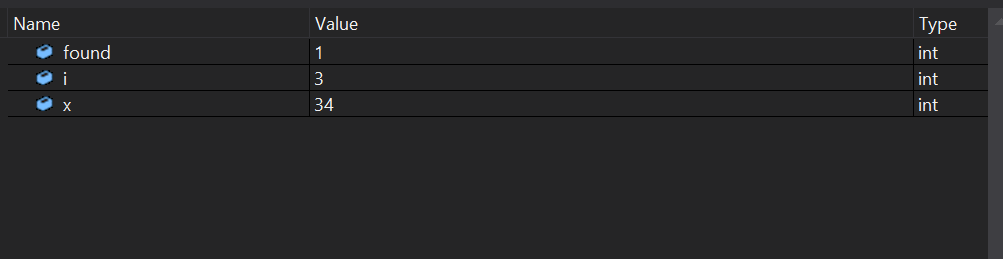 Name Value Type
found 1 int
i 3 int
x 34 int